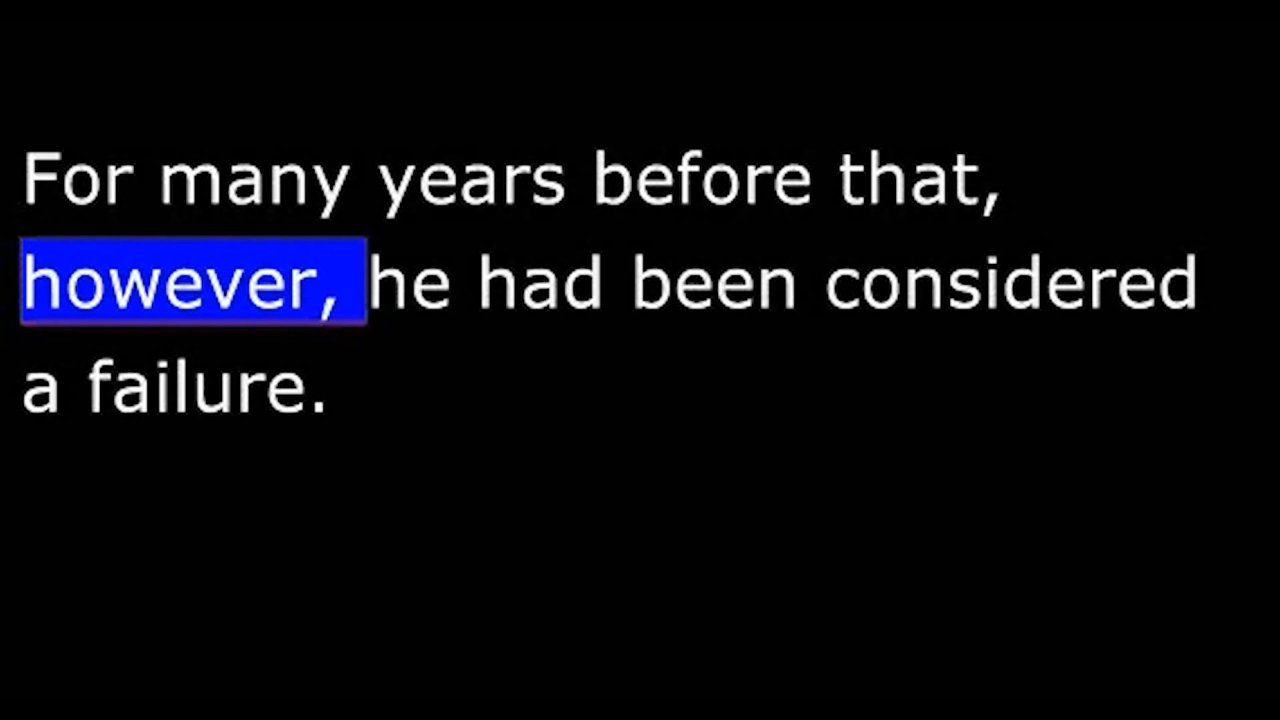 For many years before that,
however, he had been considered
a failure.